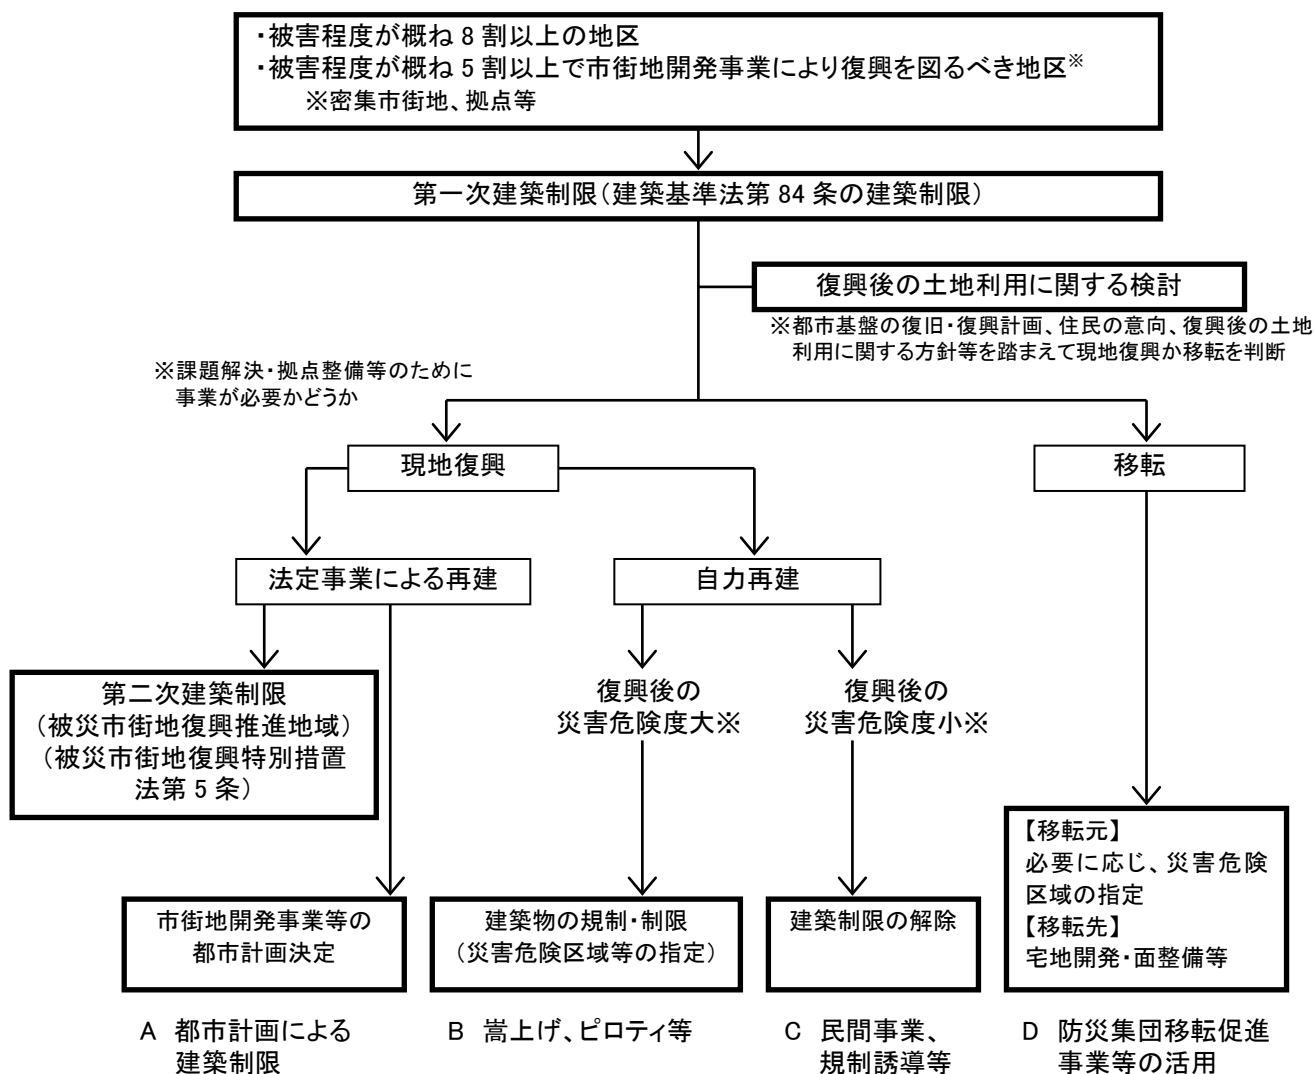 ・被害程度が概ね 8 割以上の地区
・被害程度が概ね 5 割以上で市街地開発事業により復興を図るべき地区※
※密集市街地、拠点等
第一次建築制限（建築基準法第 84 条の建築制限）
復興後の土地利用に関する検討
※都市基盤の復旧・復興計画、住民の意向、復興後の土地
利用に関する方針等を踏まえて現地復興か移転を判断
※課題解決・拠点整備等のために
事業が必要かどうか
現地復興
移転
法定事業による再建
自力再建
第二次建築制限
（被災市街地復興推進地域）
（被災市街地復興特別措置
法第 5 条）
復興後の
災害危険度大※
復興後の
災害危険度小※
市街地開発事業等の
都市計画決定
建築物の規制・制限
（災害危険区域等の指定）
建築制限の解除
【移転元】
必要に応じ、災害危険
区域の指定
【移転先】
宅地開発・面整備等
A 都市計画による
建築制限
B 嵩上げ、ピロティ等
C 民間事業、
規制誘導等
D 防災集団移転促進
事業等の活用